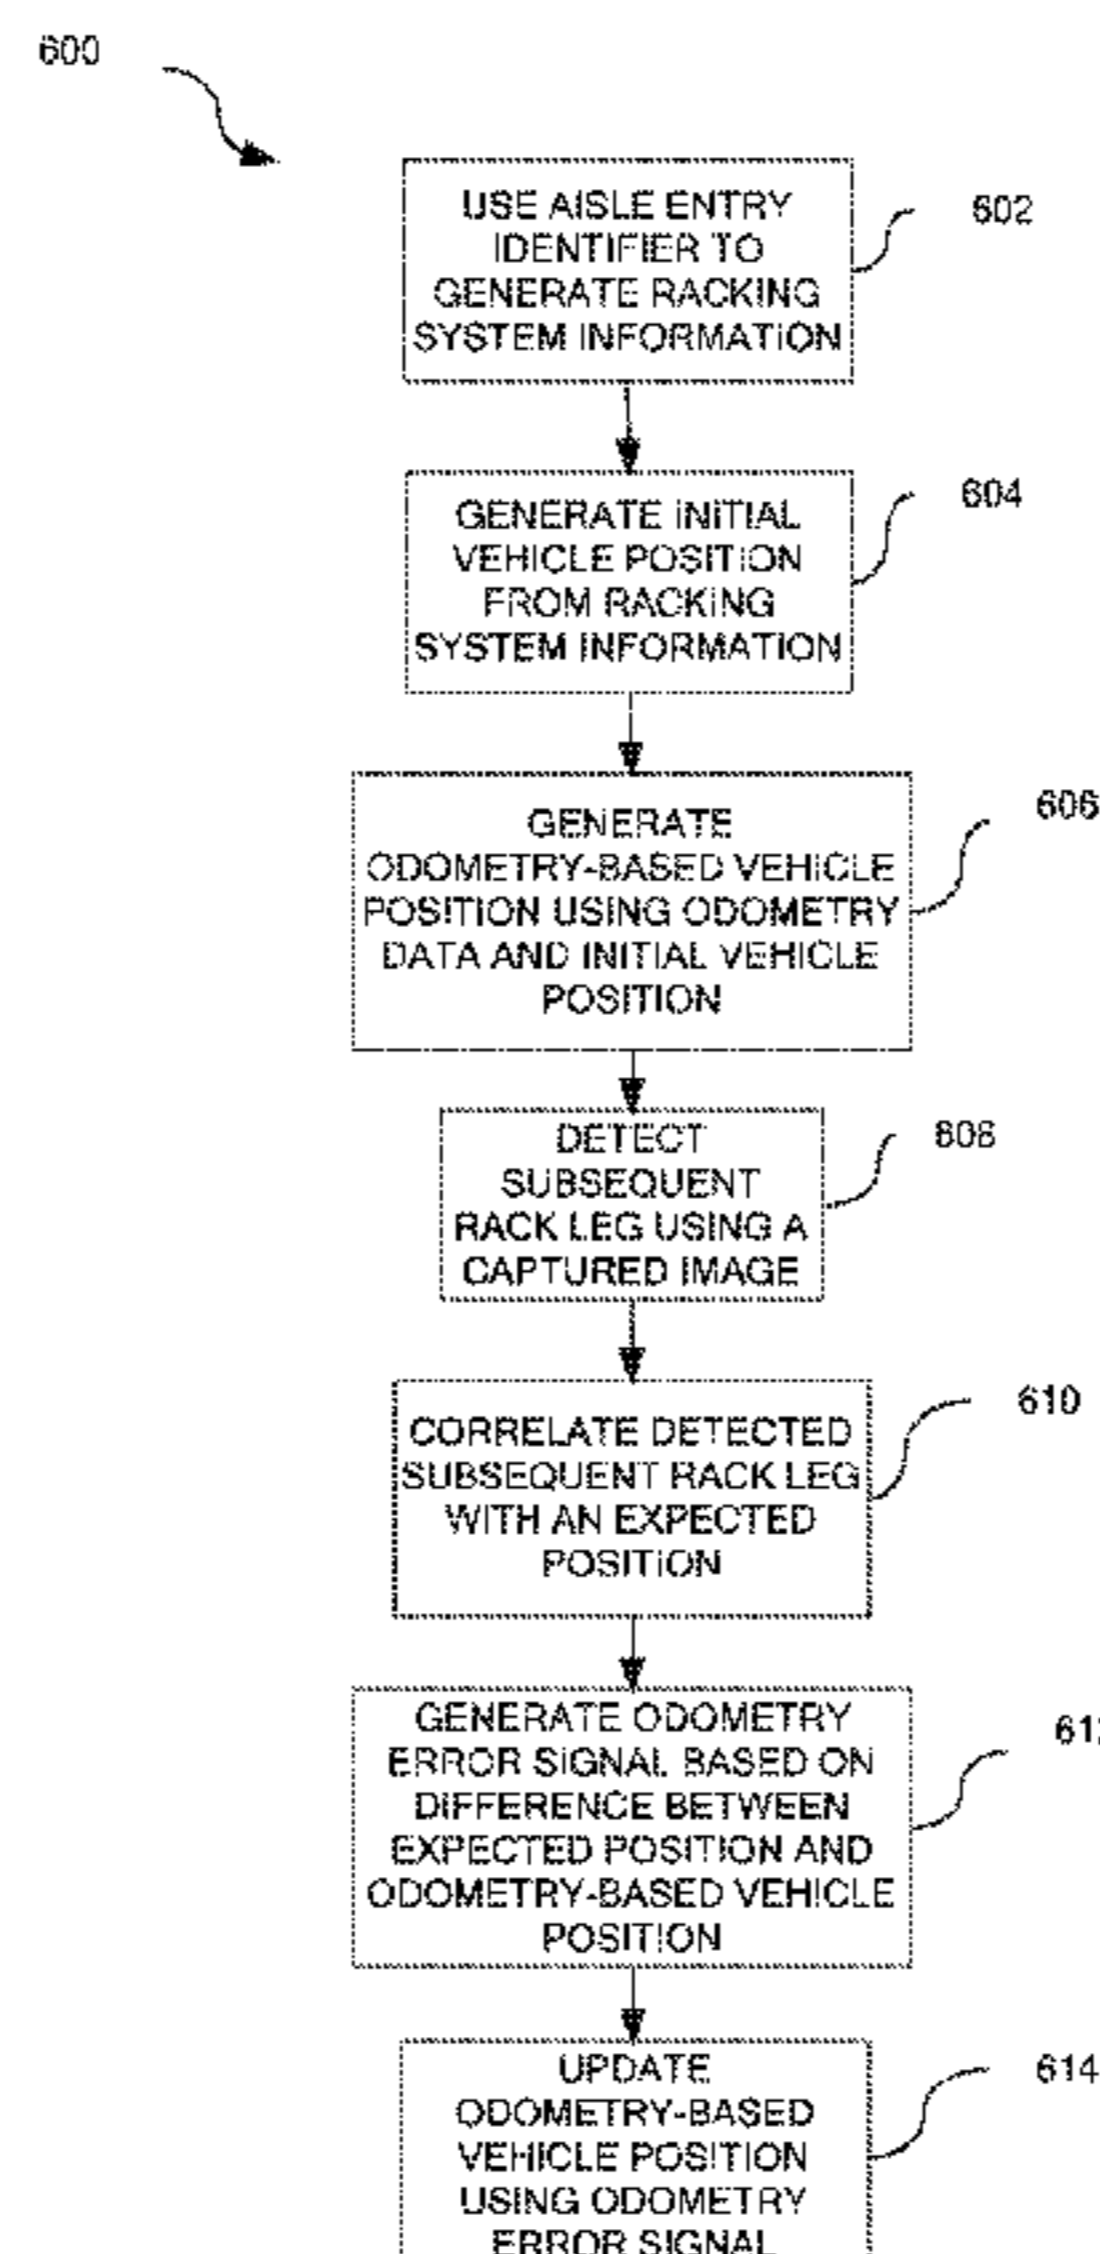 600
USE AISLE ENTRY
IDENTIFIER TO
GENERATE RACKING
SYSTEM INFORMATION
602
GENERATE INITIAL
VEHICLE POSITION
FROM RACKING
SYSTEM INFORMATION
604
GENERATE
ODOMETRY-BASED VEHICLE
POSITION USING ODOMETRY
DATA AND INITIAL VEHICLE
POSITION
606
DETECT
SUBSEQUENT
RACK LEG USING A
CAPTURED IMAGE
608
CORRELATE DETECTED
SUBSEQUENT RACK LEG
WITH AN EXPECTED
POSITION
610
GENERATE ODOMETRY
ERROR SIGNAL BASED ON
DIFFERENCE BETWEEN
EXPECTED POSITION AND
ODOMETRY-BASED VEHICLE
POSITION
612
UPDATE
ODOMETRY-BASED
VEHICLE POSITION
USING ODOMETRY
ERROR SIGNAL
614